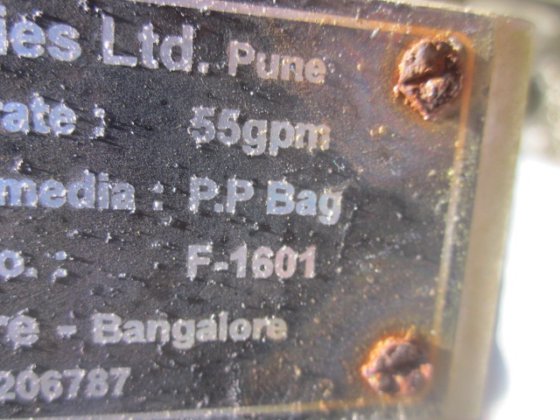 ies Ltd. Pune
rate : 55gpm
media : P.P Bag
o. : F-1601
re - Bangalore
206787